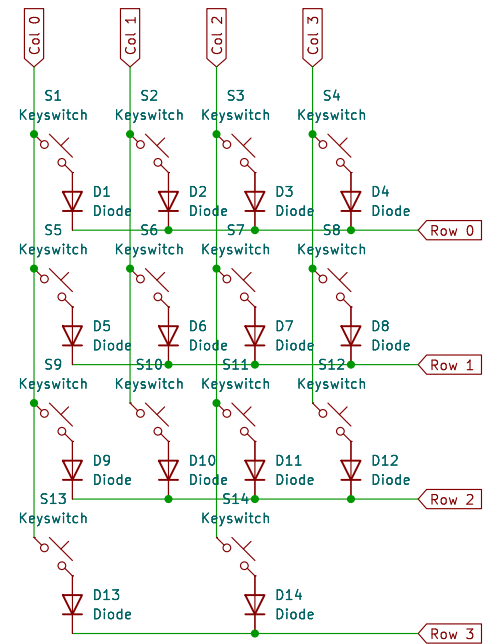 Col 0
Col 1
Col 2
Col 3
S1
Keyswitch
S2
Keyswitch
S3
Keyswitch
S4
Keyswitch
D1
Diode
D2
Diode
D3
Diode
D4
Diode
Row 0
S5
Keyswitch
S6
Keyswitch
S7
Keyswitch
S8
Keyswitch
D5
Diode
D6
Diode
D7
Diode
D8
Diode
Row 1
S9
Keyswitch
S10
Keyswitch
S11
Keyswitch
S12
Keyswitch
D9
Diode
D10
Diode
D11
Diode
D12
Diode
Row 2
S13
Keyswitch
S14
Keyswitch
D13
Diode
D14
Diode
Row 3